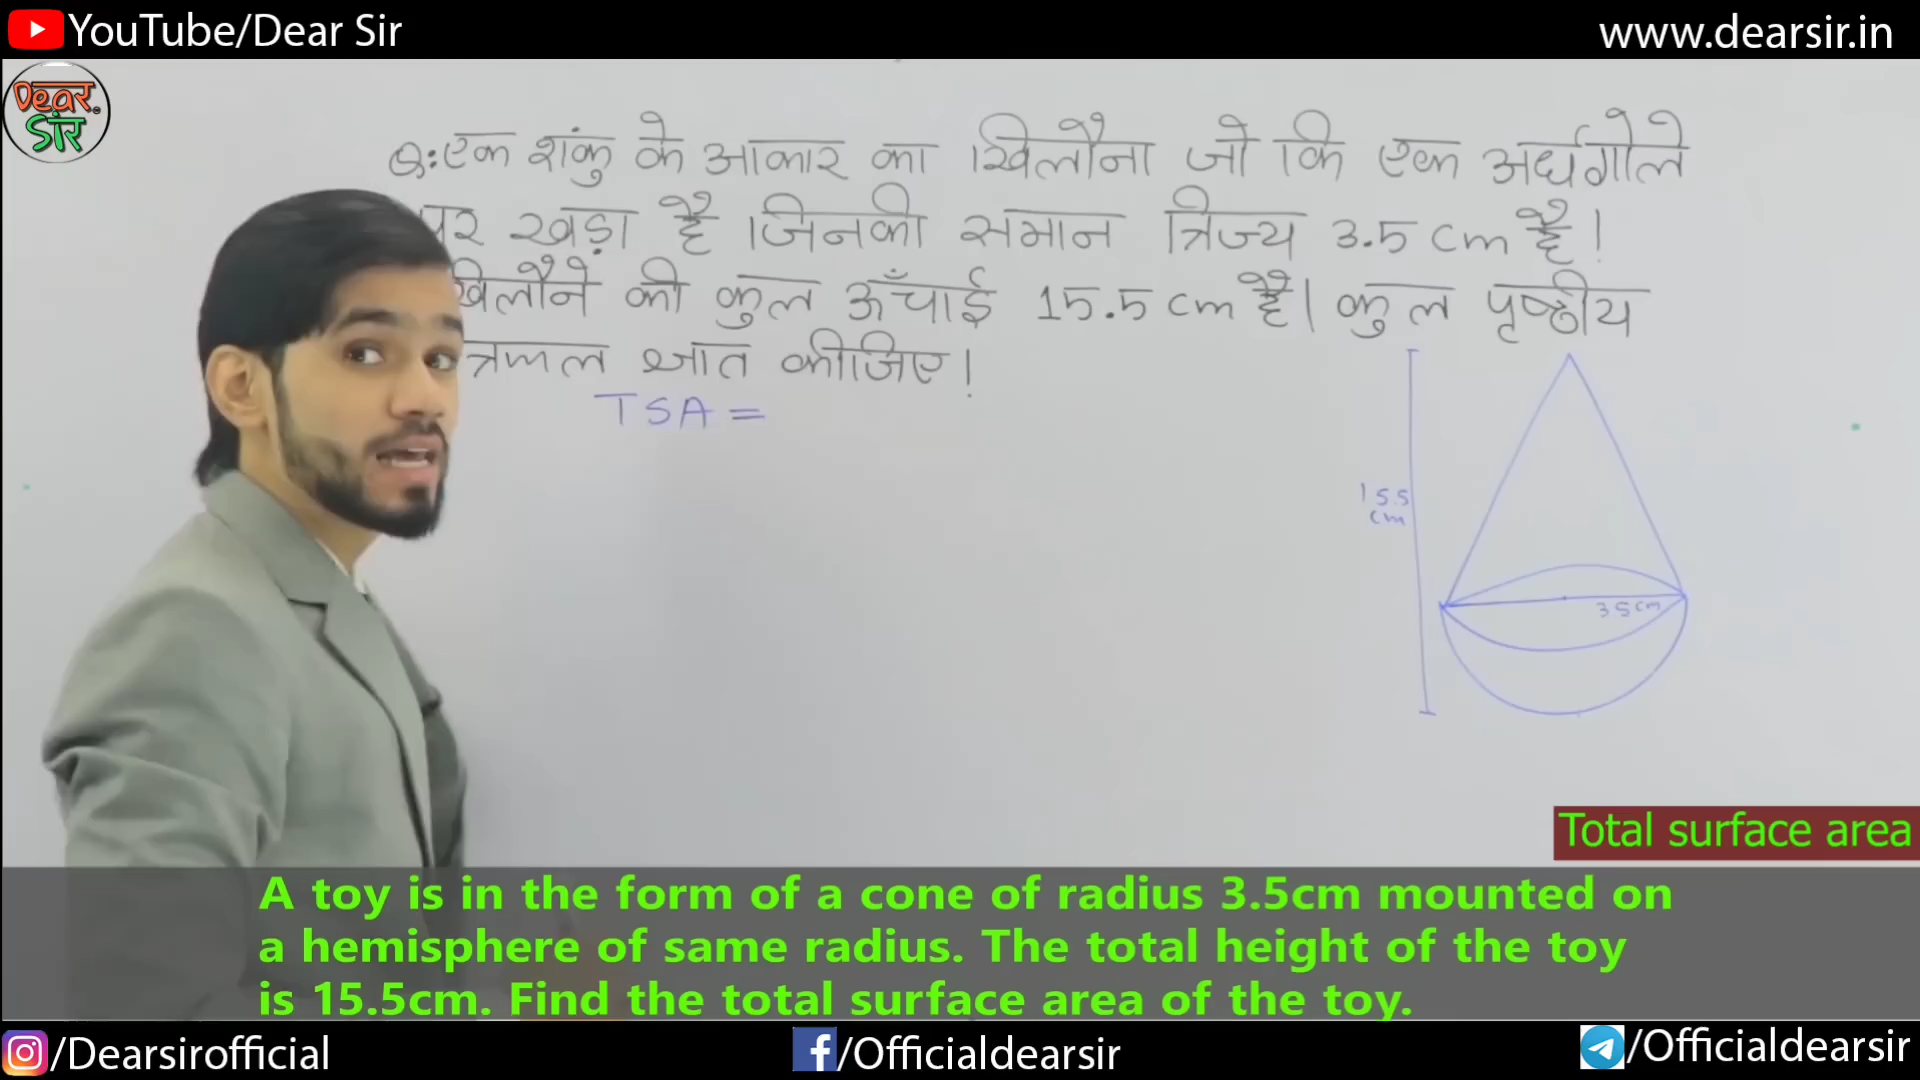 YouTube/Dear Sir
www.dearsir.in
Dear
सर
Q:एक शंकु के आकार का खिलौना जो कि एक अर्धगोले
पर खड़ा है जिनकी समान त्रिज्य 3.5 cm है।
खिलौने की कुल ऊँचाई 15.5 cm है। कुल पृष्ठीय
ज्ञात कीजिए।
TSA =
15.5
cm
3.5 cm
Total surface area
A toy is in the form of a cone of radius 3.5cm mounted on
a hemisphere of same radius. The total height of the toy
is 15.5cm. Find the total surface area of the toy.
/Dearsirofficial
/Officialdearsir
/Officialdearsir